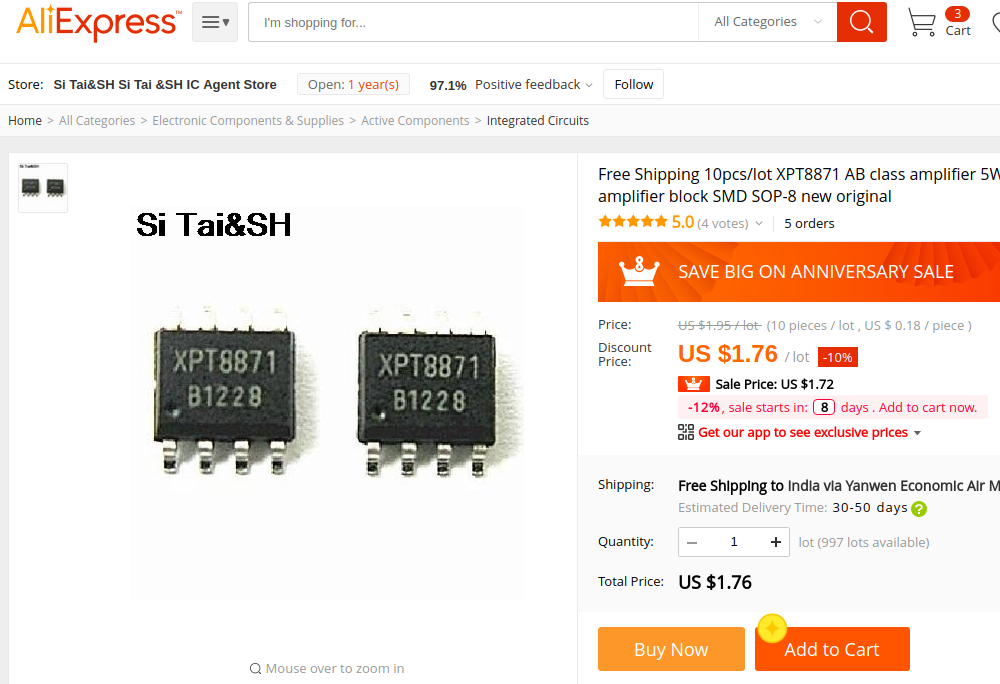 AliExpress™
I'm shopping for...
All Categories
3
Cart
Store: Si Tai&SH Si Tai &SH IC Agent Store
Open: 1 year(s)
97.1% Positive feedback
Follow
Home > All Categories > Electronic Components & Supplies > Active Components > Integrated Circuits
Si Tai&SH
Si Tai&SH
XPT8871
B1228
XPT8871
B1228
Mouse over to zoom in
Free Shipping 10pcs/lot XPT8871 AB class amplifier 5W
amplifier block SMD SOP-8 new original
5.0 (4 votes)
5 orders
8
SAVE BIG ON ANNIVERSARY SALE
Price: US $1.95 / lot (10 pieces / lot , US $ 0.18 / piece )
Discount
Price:
US $1.76 / lot -10%
Sale Price: US $1.72
-12%, sale starts in: 8 days . Add to cart now.
Get our app to see exclusive prices
Shipping: Free Shipping to India via Yanwen Economic Air M
Estimated Delivery Time: 30-50 days ?
Quantity: − 1 + lot (997 lots available)
Total Price: US $1.76
Buy Now
Add to Cart